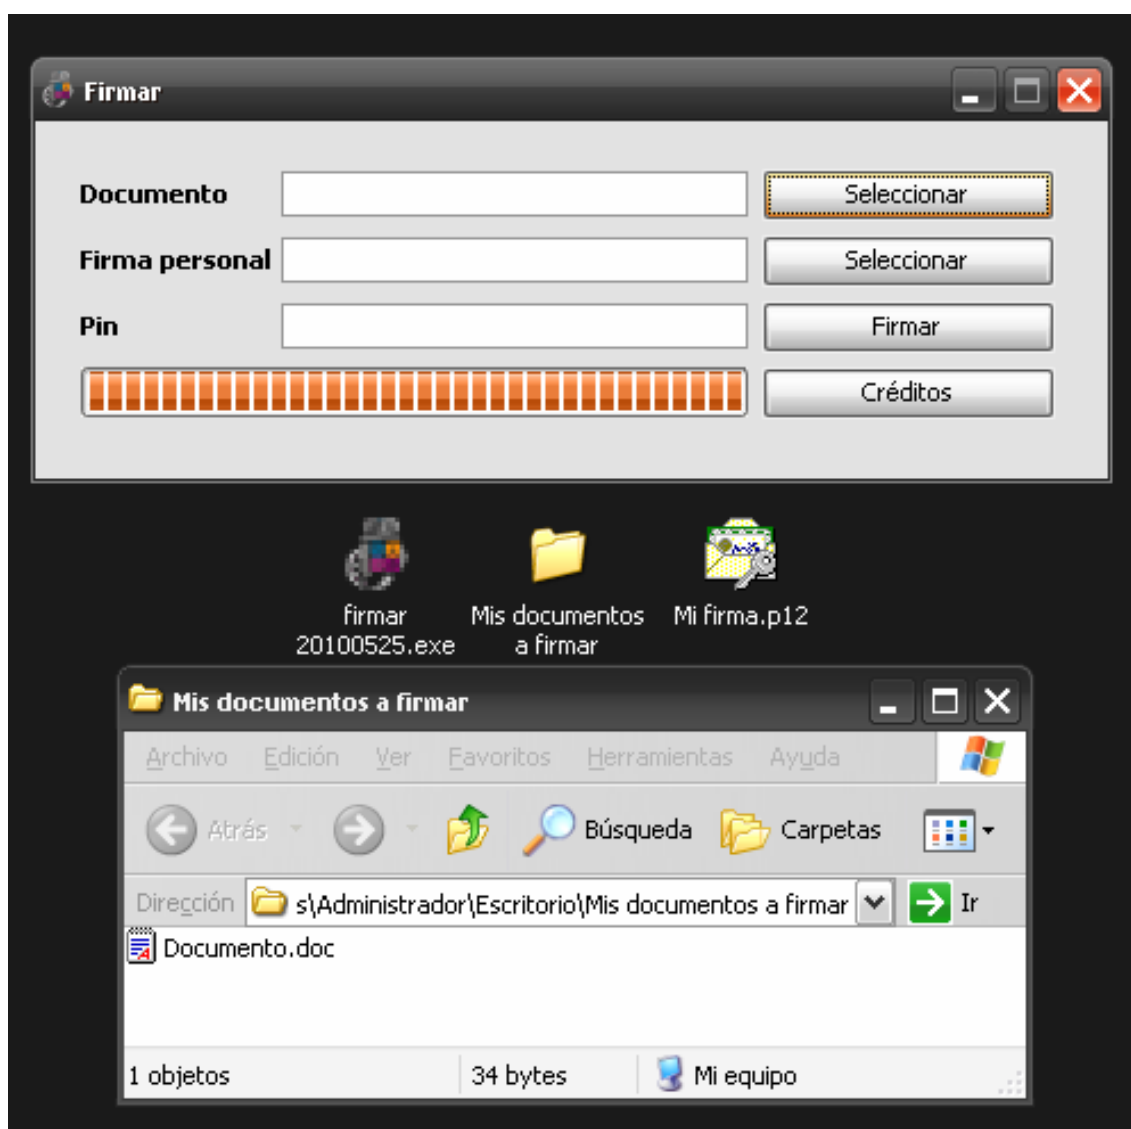 Firmar
Documento Seleccionar
Firma personal Seleccionar
Pin Firmar
Créditos
firmar
20100525.exe
Mis documentos
a firmar
Mi firma.p12
Mis documentos a firmar
Archivo Edición Ver Favoritos Herramientas Ayuda
Atrás Búsqueda Carpetas
Dirección s\Administrador\Escritorio\Mis documentos a firmar Ir
Documento.doc
1 objetos 34 bytes Mi equipo